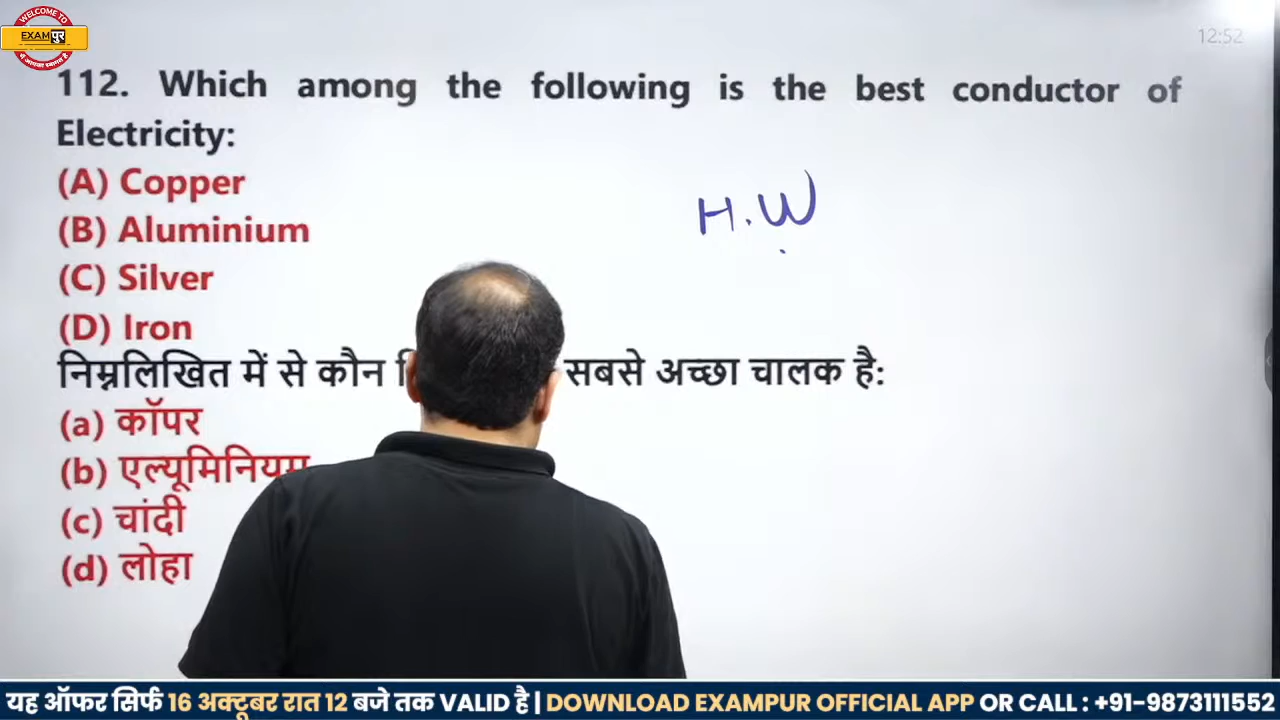 WELCOME TO
EXAMपुर
12:52
112. Which among the following is the best conductor of
Electricity:
(A) Copper
(B) Aluminium
(C) Silver
(D) Iron
H.W
निम्नलिखित में से कौन सबसे अच्छा चालक है:
(a) कॉपर
(b) एल्यूमिनियम
(c) चांदी
(d) लोहा
यह ऑफर सिर्फ 16 अक्टूबर रात 12 बजे तक VALID है | DOWNLOAD EXAMPUR OFFICIAL APP OR CALL : +91-9873111552